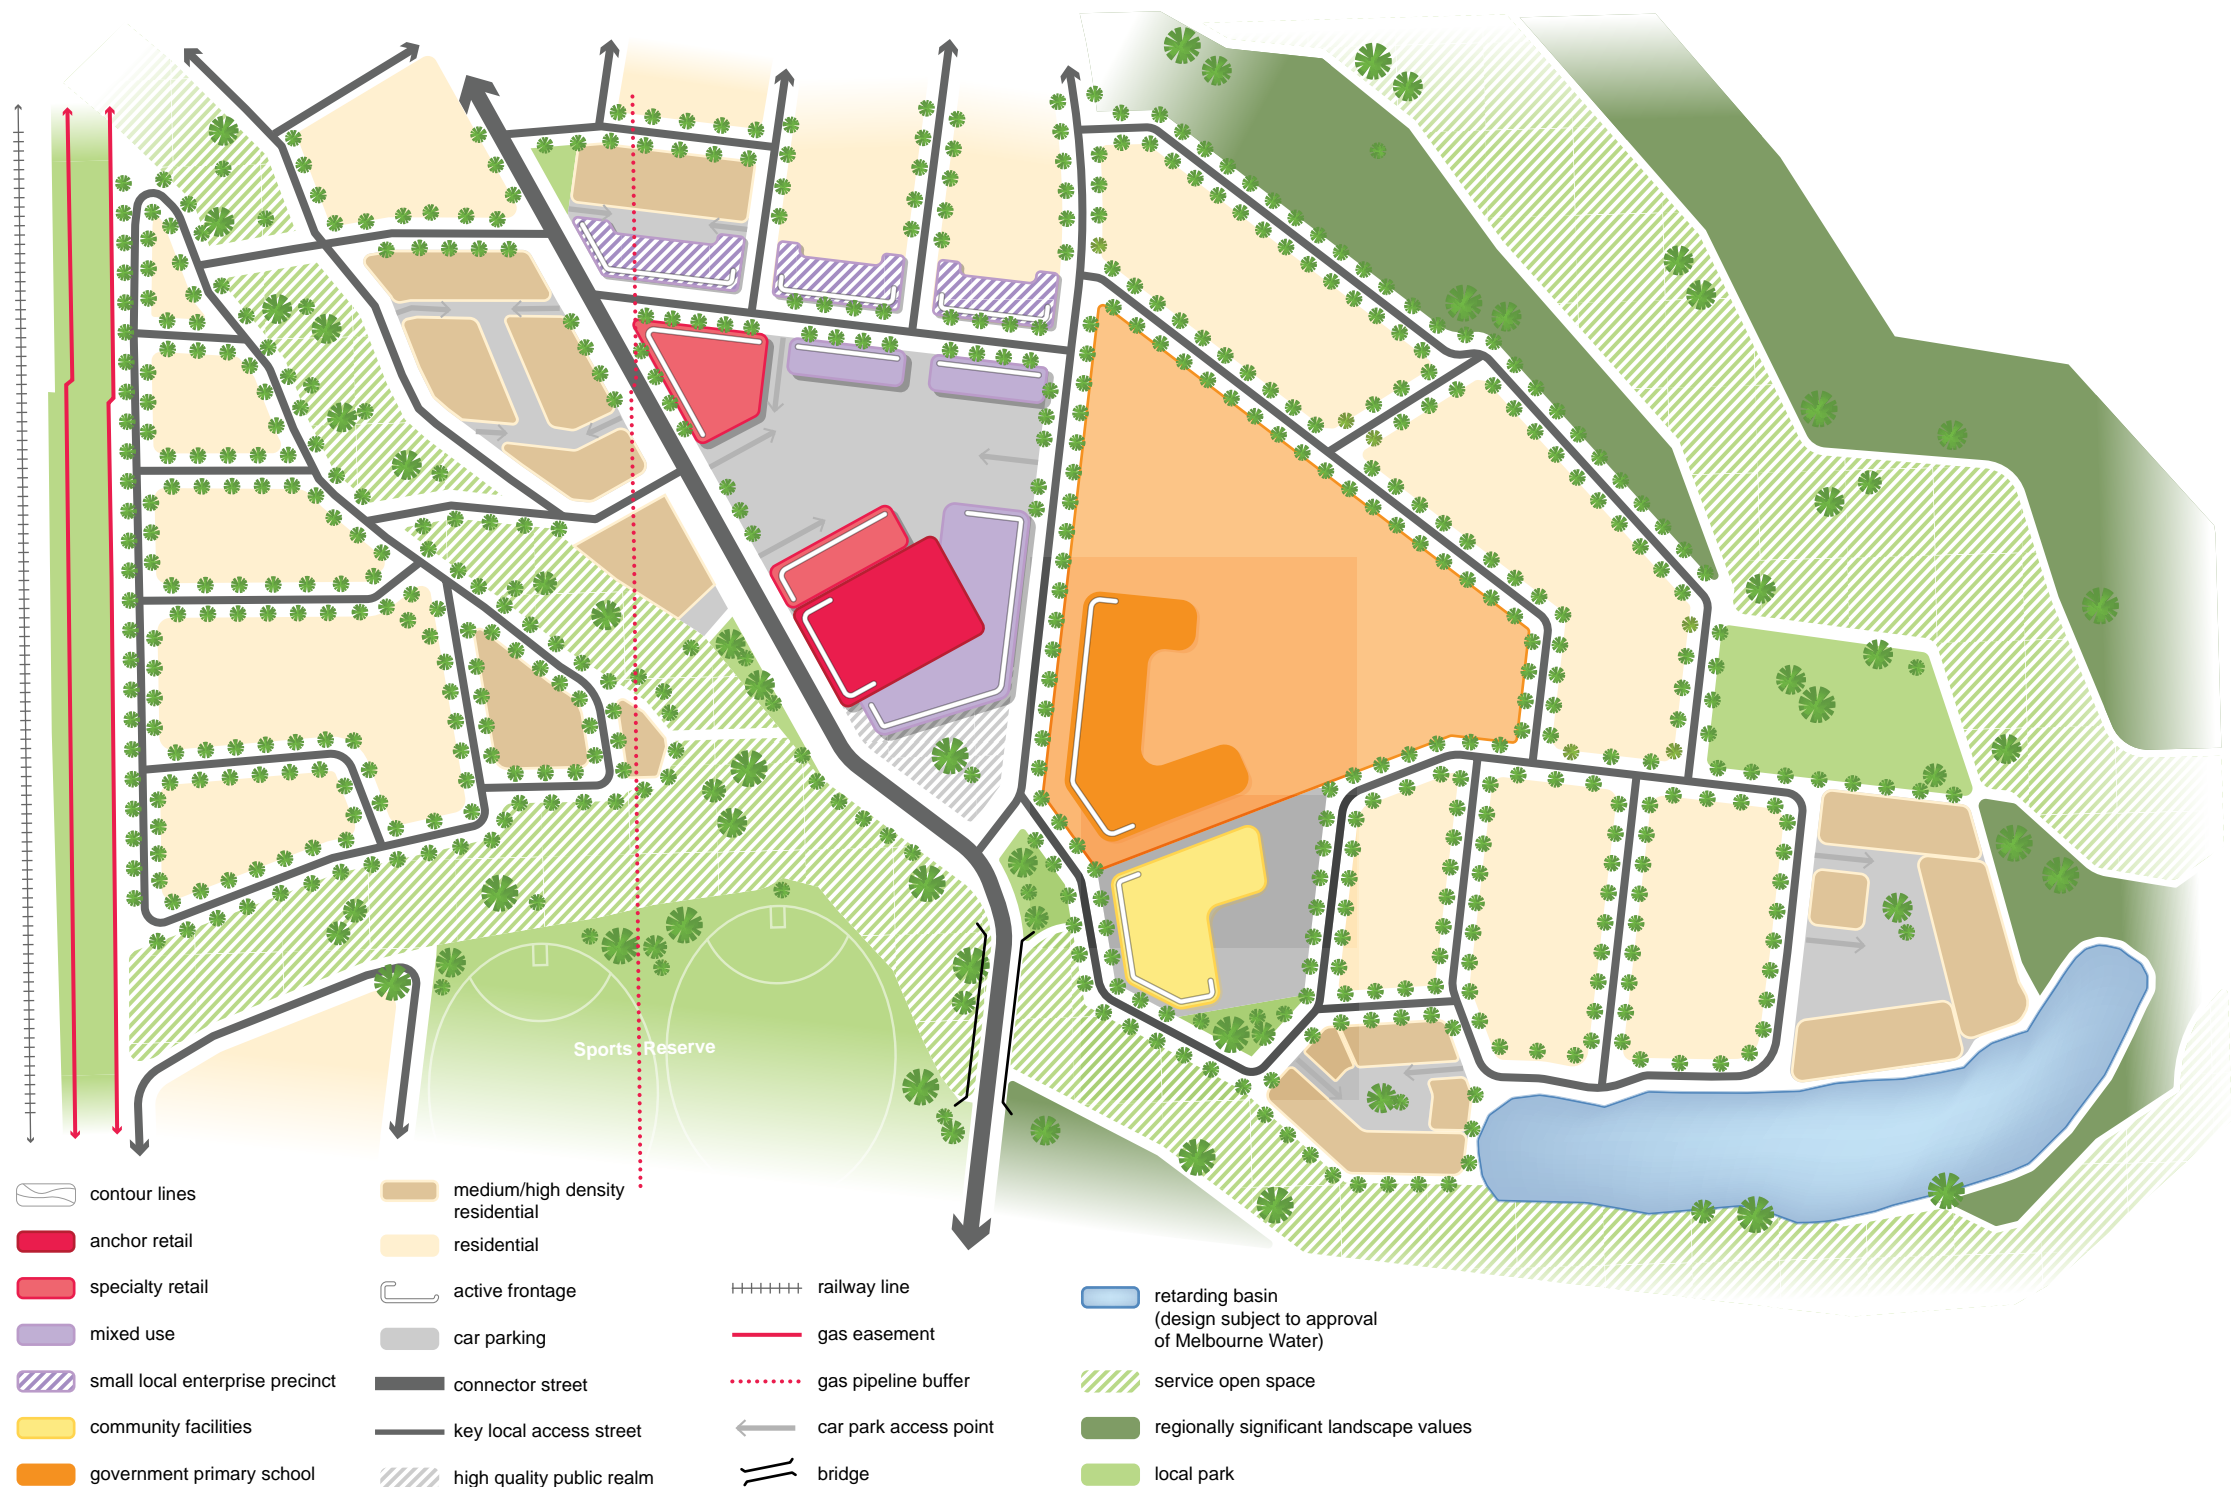 Sports Reserve
contour lines
anchor retail
specialty retail
mixed use
small local enterprise precinct
community facilities
government primary school
medium/high density
residential
residential
active frontage
car parking
connector street
key local access street
high quality public realm
railway line
gas easement
gas pipeline buffer
car park access point
bridge
retarding basin
(design subject to approval
of Melbourne Water)
service open space
regionally significant landscape values
local park